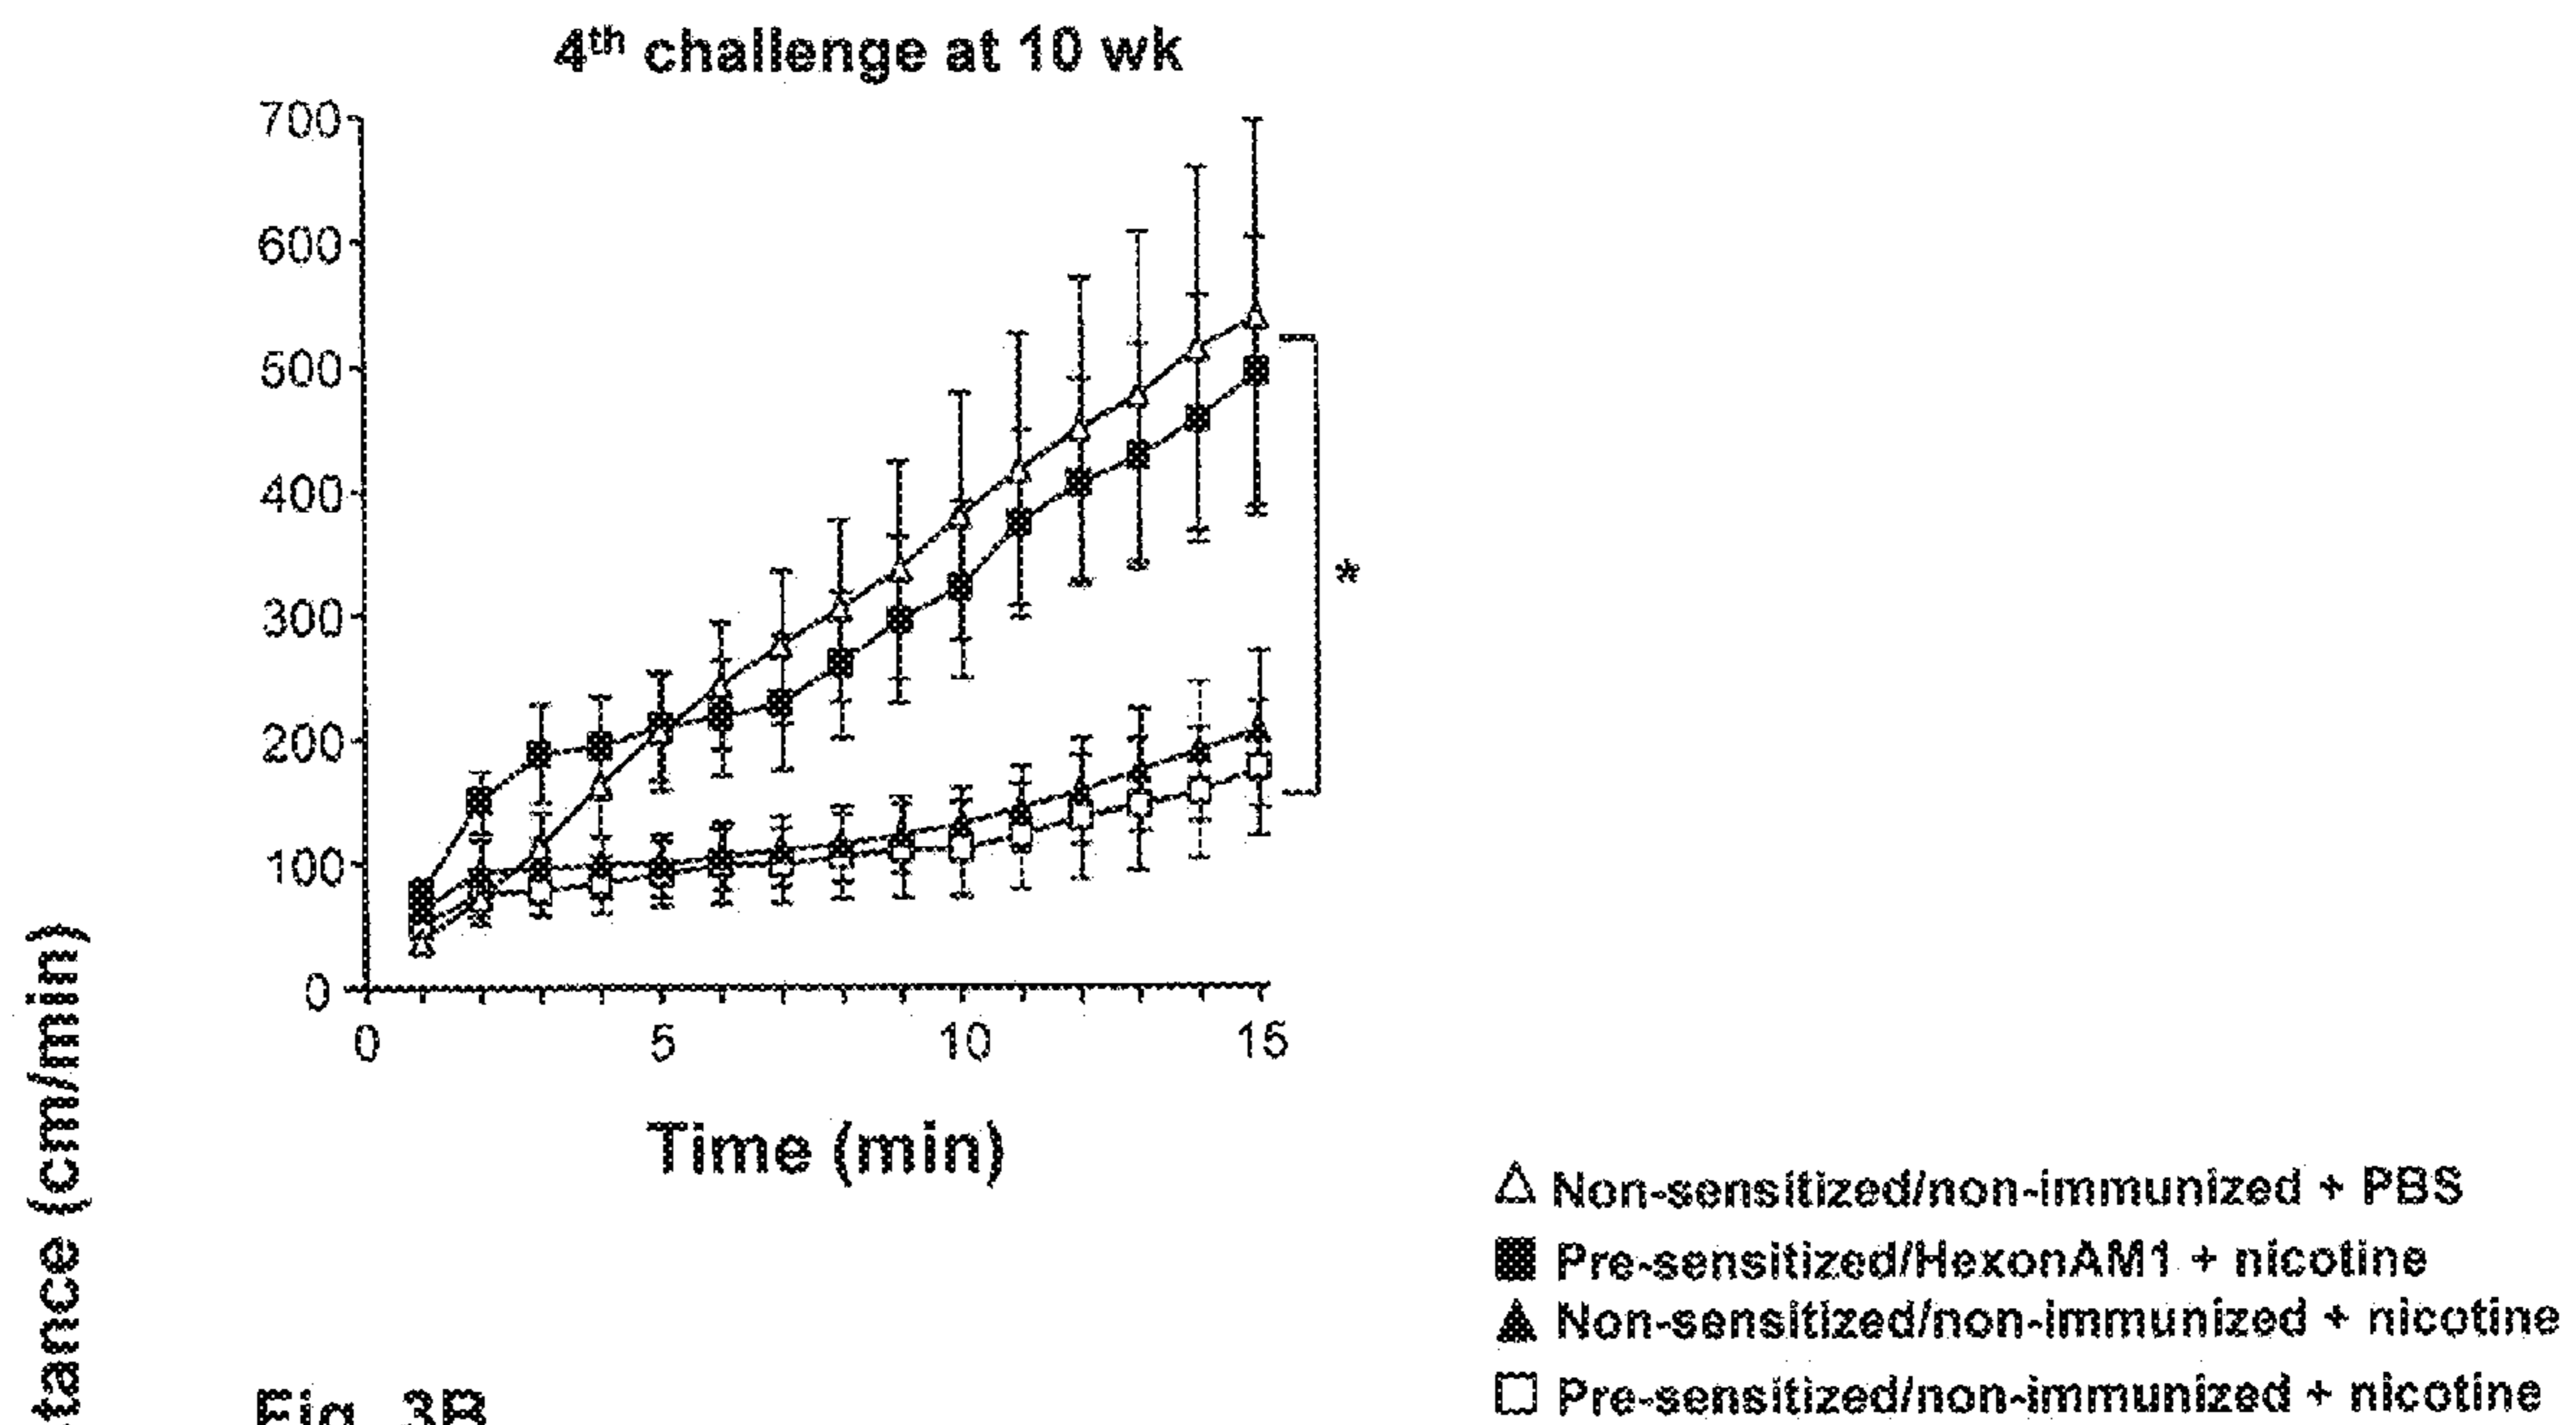 4th challenge at 10 wk
700
600
500
400
300
200
100
0
0 5 10 15
*
Time (min)
(cm/min)
△ Non-sensitized/non-immunized + PBS
■ Pre-sensitized/HexonAM1 + nicotine
▲ Non-sensitized/non-immunized + nicotine
□ Pre-sensitized/non-immunized + nicotine
Fig. 3B